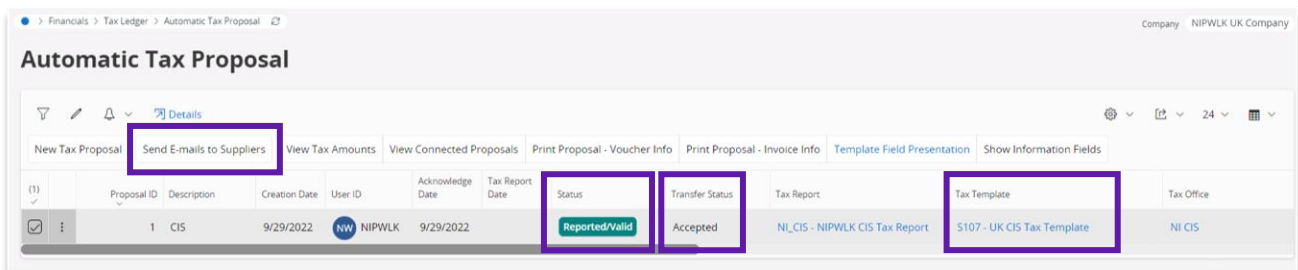 > Financials > Tax Ledger > Automatic Tax Proposal
Company NIPWLK UK Company
Automatic Tax Proposal
Details
24
New Tax Proposal Send E-mails to Suppliers View Tax Amounts View Connected Proposals Print Proposal - Voucher Info Print Proposal - Invoice Info Template Field Presentation Show Information Fields
(1) Proposal ID Description Creation Date User ID Acknowledge Date Tax Report Date Status Transfer Status Tax Report Tax Template Tax Office
1 CIS 9/29/2022 NW NIPWLK 9/29/2022 Reported/Valid Accepted NI_CIS - NIPWLK CIS Tax Report S107 - UK CIS Tax Template NI CIS